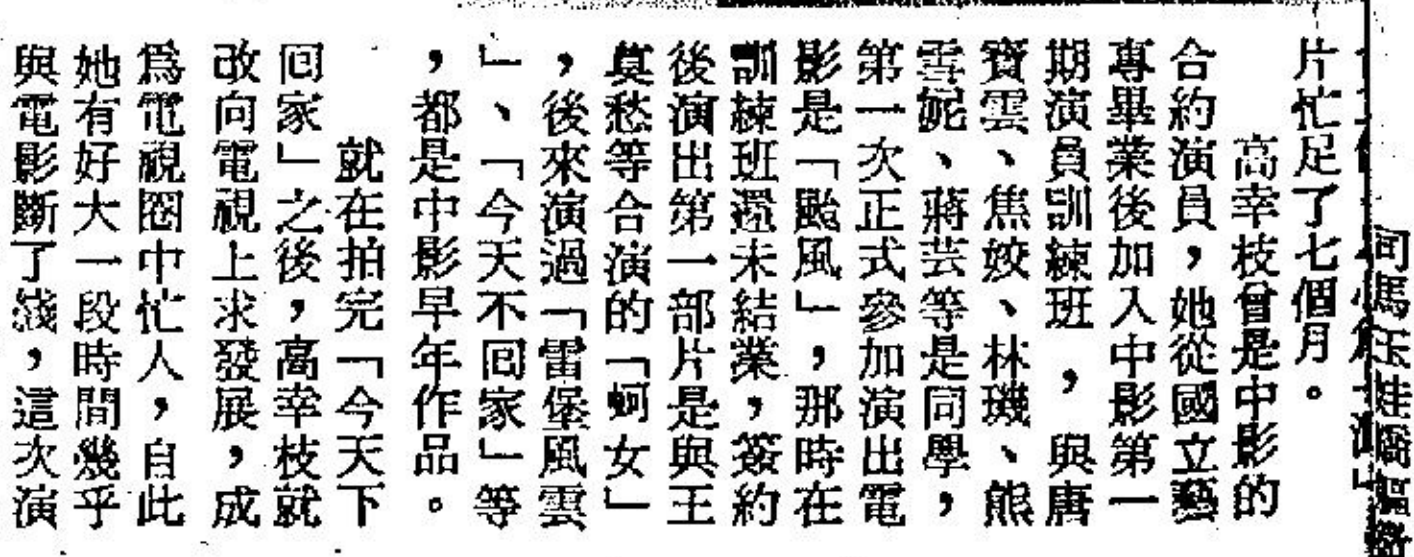 片忙足了七個月。
高幸枝曾是中影的
合約演員，她從國立藝
專畢業後加入中影第一
期演員訓練班，與唐
寶雲、焦姣、林璣、熊
雲妮、蔣芸等是同學，
第一次正式參加演出電
影是「颱風」，那時在
訓練班還未結業，簽約
後演出第一部片是與王
莫愁等合演的「蚵女」
，後來演過「雷堡風雲
」、「今天不回家」等
，都是中影早年作品。
就在拍完「今天下
回家」之後，高幸枝就
改向電視上求發展，成
爲電視圈中忙人，自此
她有好大一段時間幾乎
與電影斷了綫，這次演